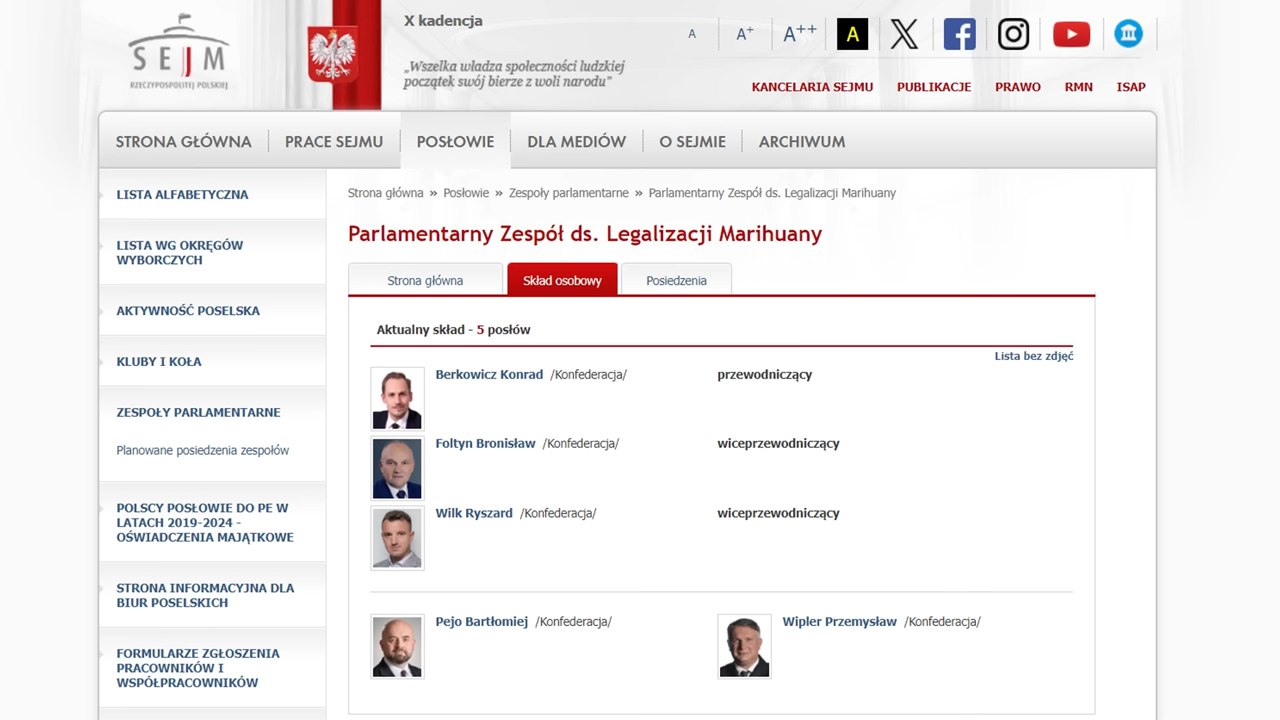 SEJM
RZECZYPOSPOLITEJ POLSKIEJ
X kadencja
„Wszelka władza społeczności ludzkiej
początek swój bierze z woli narodu”
A A+ A++ A
KANCELARIA SEJMU PUBLIKACJE PRAWO RMN ISAP
STRONA GŁÓWNA PRACE SEJMU POSŁOWIE DLA MEDIÓW O SEJMIE ARCHIWUM
LISTA ALFABETYCZNA
LISTA WG OKRĘGÓW
WYBORCZYCH
AKTYWNOŚĆ POSELSKA
KLUBY I KOŁA
ZESPOŁY PARLAMENTARNE
Planowane posiedzenia zespołów
POLSCY POSŁOWIE DO PE W
LATACH 2019-2024 -
OŚWIADCZENIA MAJĄTKOWE
STRONA INFORMACYJNA DLA
BIUR POSELSKICH
FORMULARZE ZGŁOSZENIA
PRACOWNIKÓW I
WSPÓŁPRACOWNIKÓW
Strona główna » Posłowie » Zespoły parlamentarne » Parlamentarny Zespół ds. Legalizacji Marihuany
Parlamentarny Zespół ds. Legalizacji Marihuany
Strona główna Skład osobowy Posiedzenia
Aktualny skład - 5 posłów
Lista bez zdjęć
Berkowicz Konrad /Konfederacja/ przewodniczący
Foltyn Bronisław /Konfederacja/ wiceprzewodniczący
Wilk Ryszard /Konfederacja/ wiceprzewodniczący
Pejo Bartłomiej /Konfederacja/ Wipler Przemysław /Konfederacja/